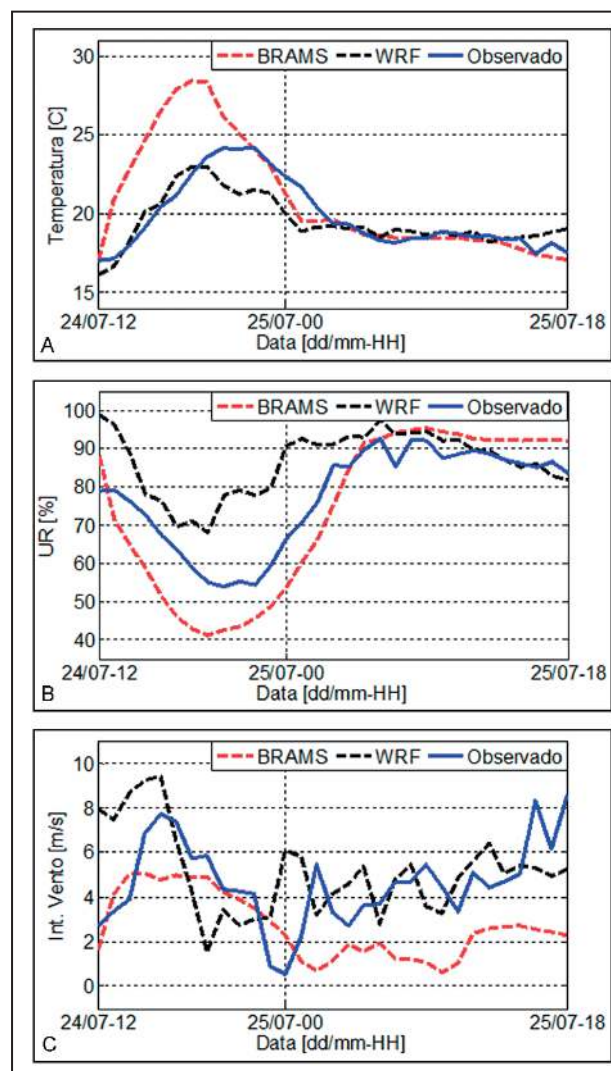 BRAMS WRF Observado
30
25
20
15
Temperatura [C]
24/07-12 25/07-00 25/07-18
Data [dd/mm-HH]
A
BRAMS WRF Observado
100
90
80
70
60
50
40
UR [%]
24/07-12 25/07-00 25/07-18
Data [dd/mm-HH]
B
BRAMS WRF Observado
10
8
6
4
2
0
Int. Vento [m/s]
24/07-12 25/07-00 25/07-18
Data [dd/mm-HH]
C